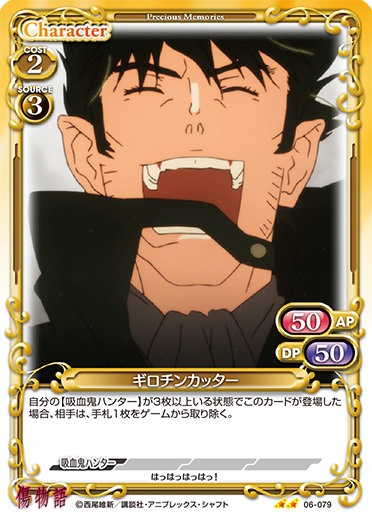 Precious Memories
Character
COST
2
SOURCE
3
50 AP
DP 50
ギロチンカッター
自分の【吸血鬼ハンター】が3枚以上いる状態でこのカードが登場した
場合、相手は、手札1枚をゲームから取り除く。
吸血鬼ハンター
はっはっはっはっ!
傷物語
©西尾維新/講談社・アニプレックス・シャフト
06-079